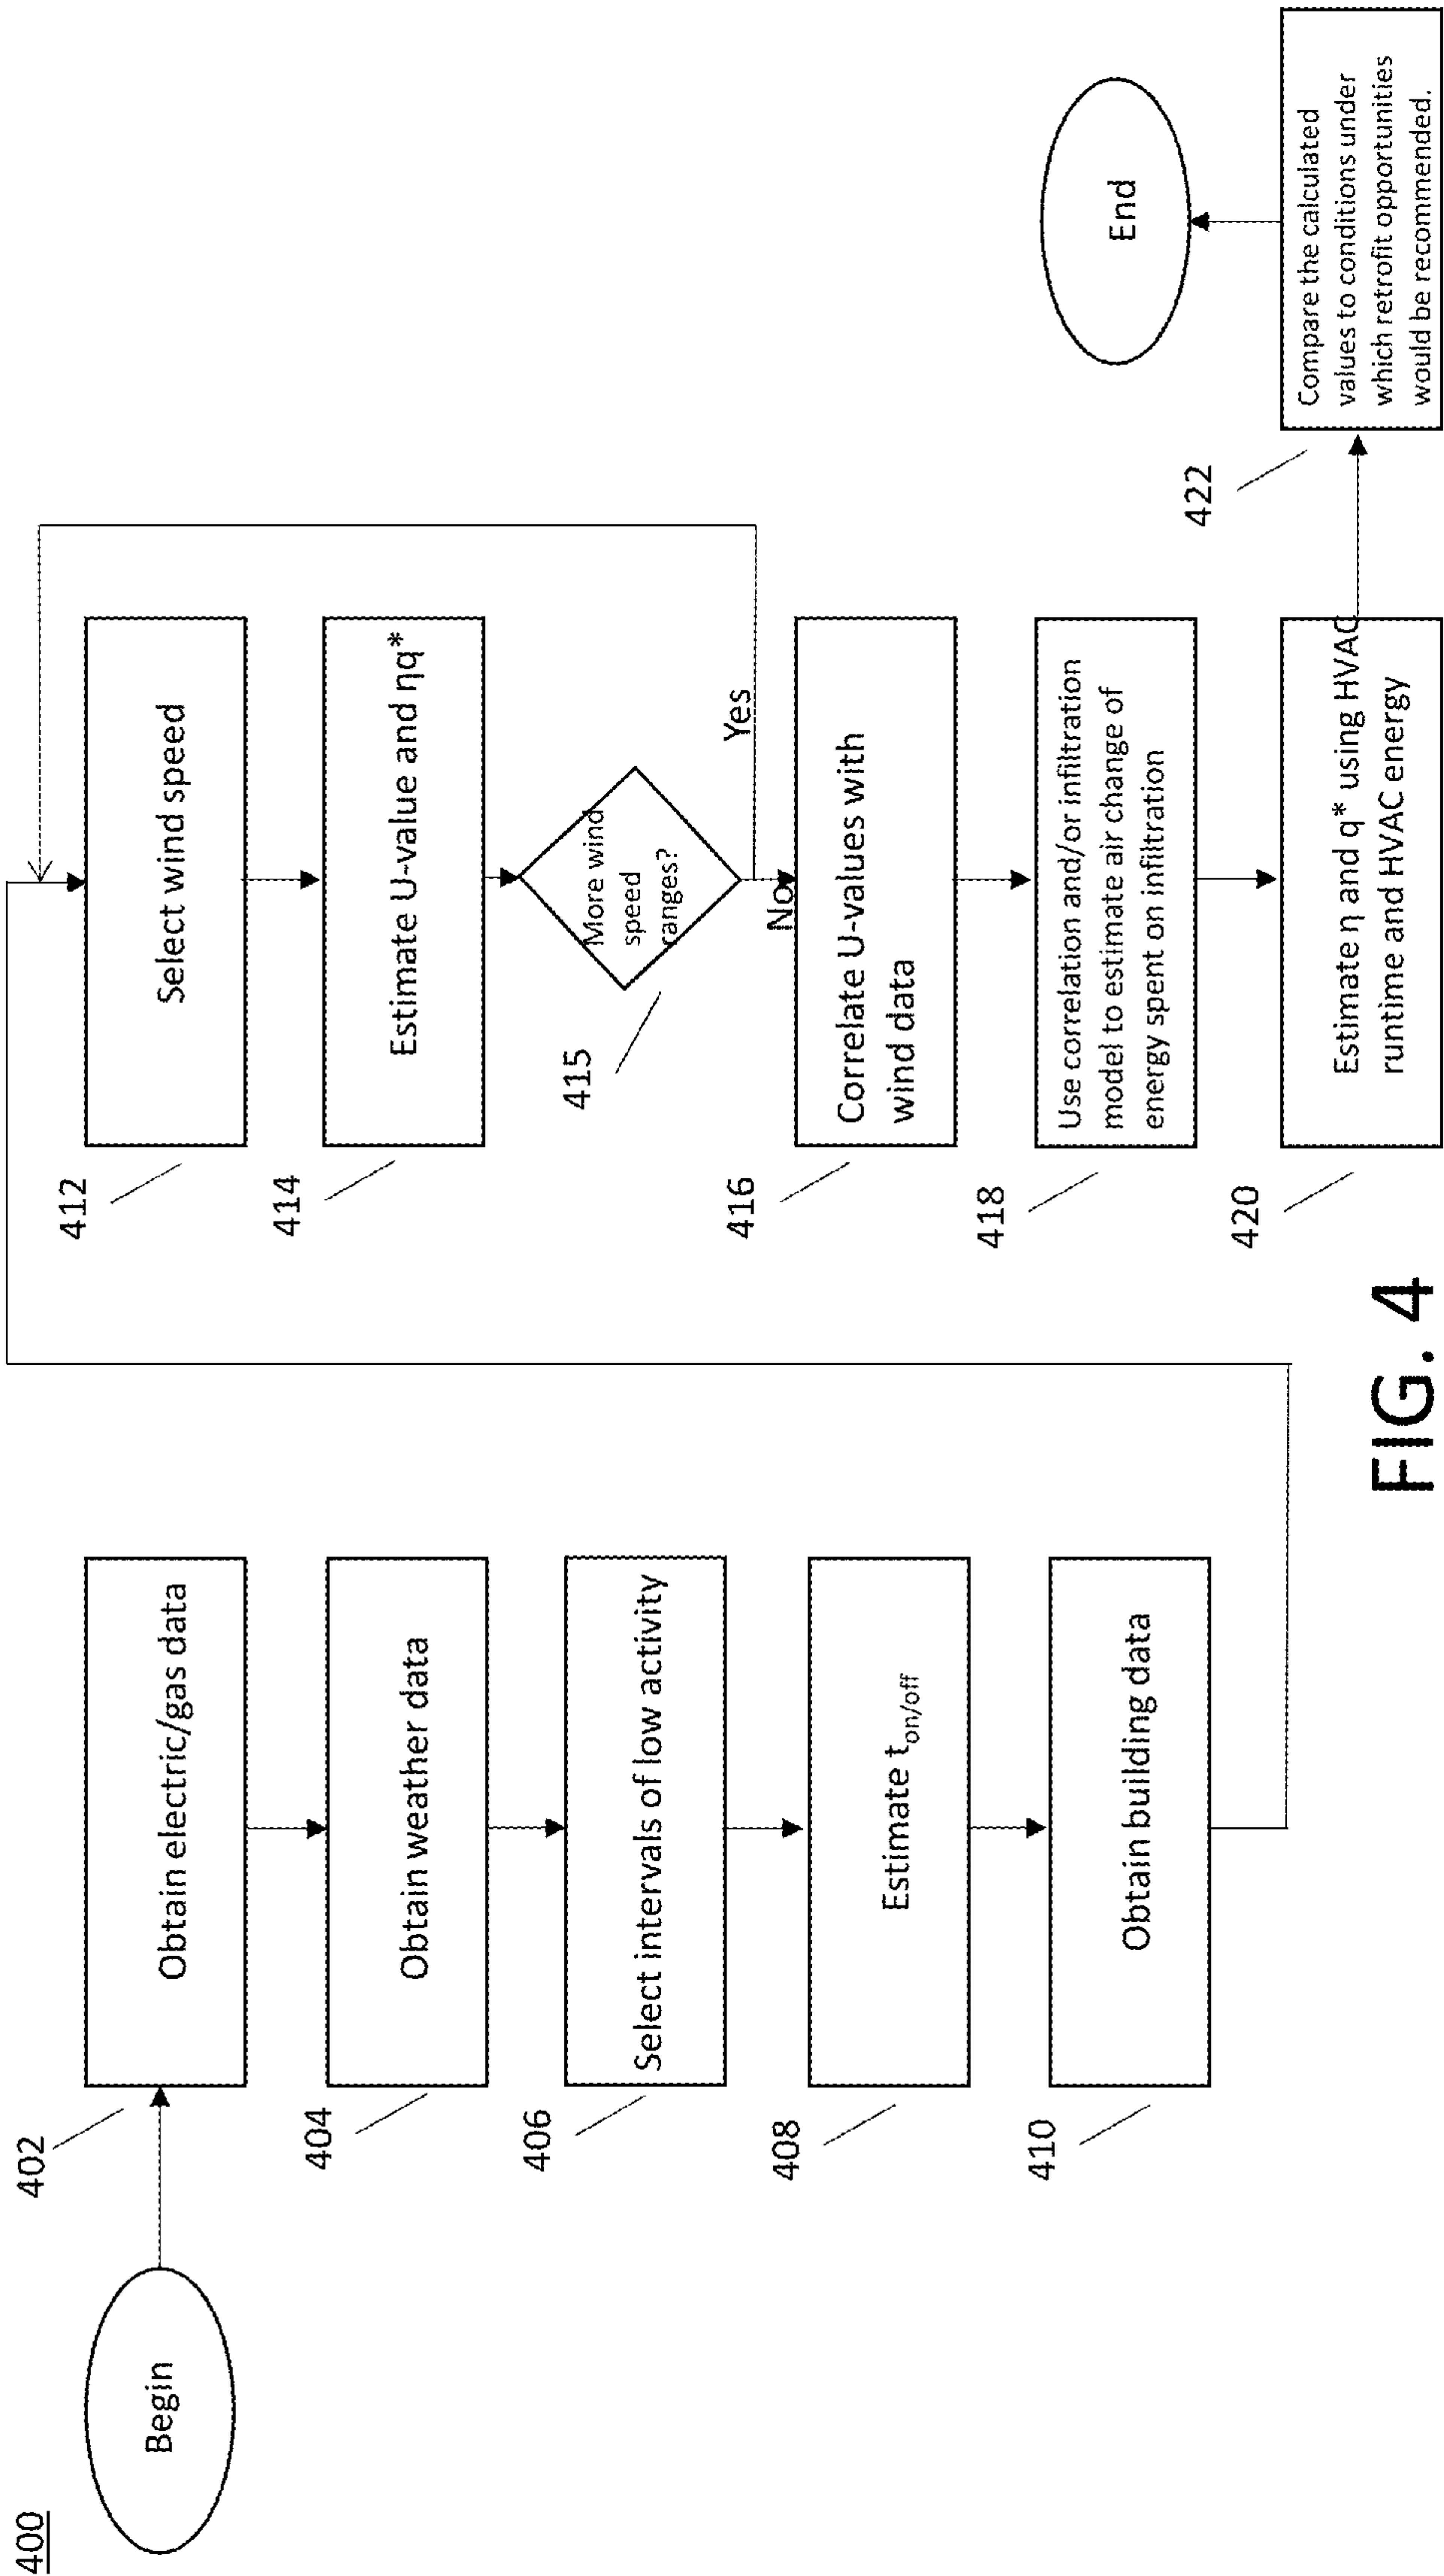 400
Begin
402
Obtain electric/gas data
404
Obtain weather data
406
Select intervals of low activity
408
Estimate t_on/off
410
Obtain building data
412
Select wind speed
414
Estimate U-value and ηq*
415
More wind
speed
ranges?
Yes
No
416
Correlate U-values with
wind data
418
Use correlation and/or infiltration
model to estimate air change of
energy spent on infiltration
420
Estimate η and q* using HVAC
runtime and HVAC energy
422
Compare the calculated
values to conditions under
which retrofit opportunities
would be recommended.
End
FIG. 4